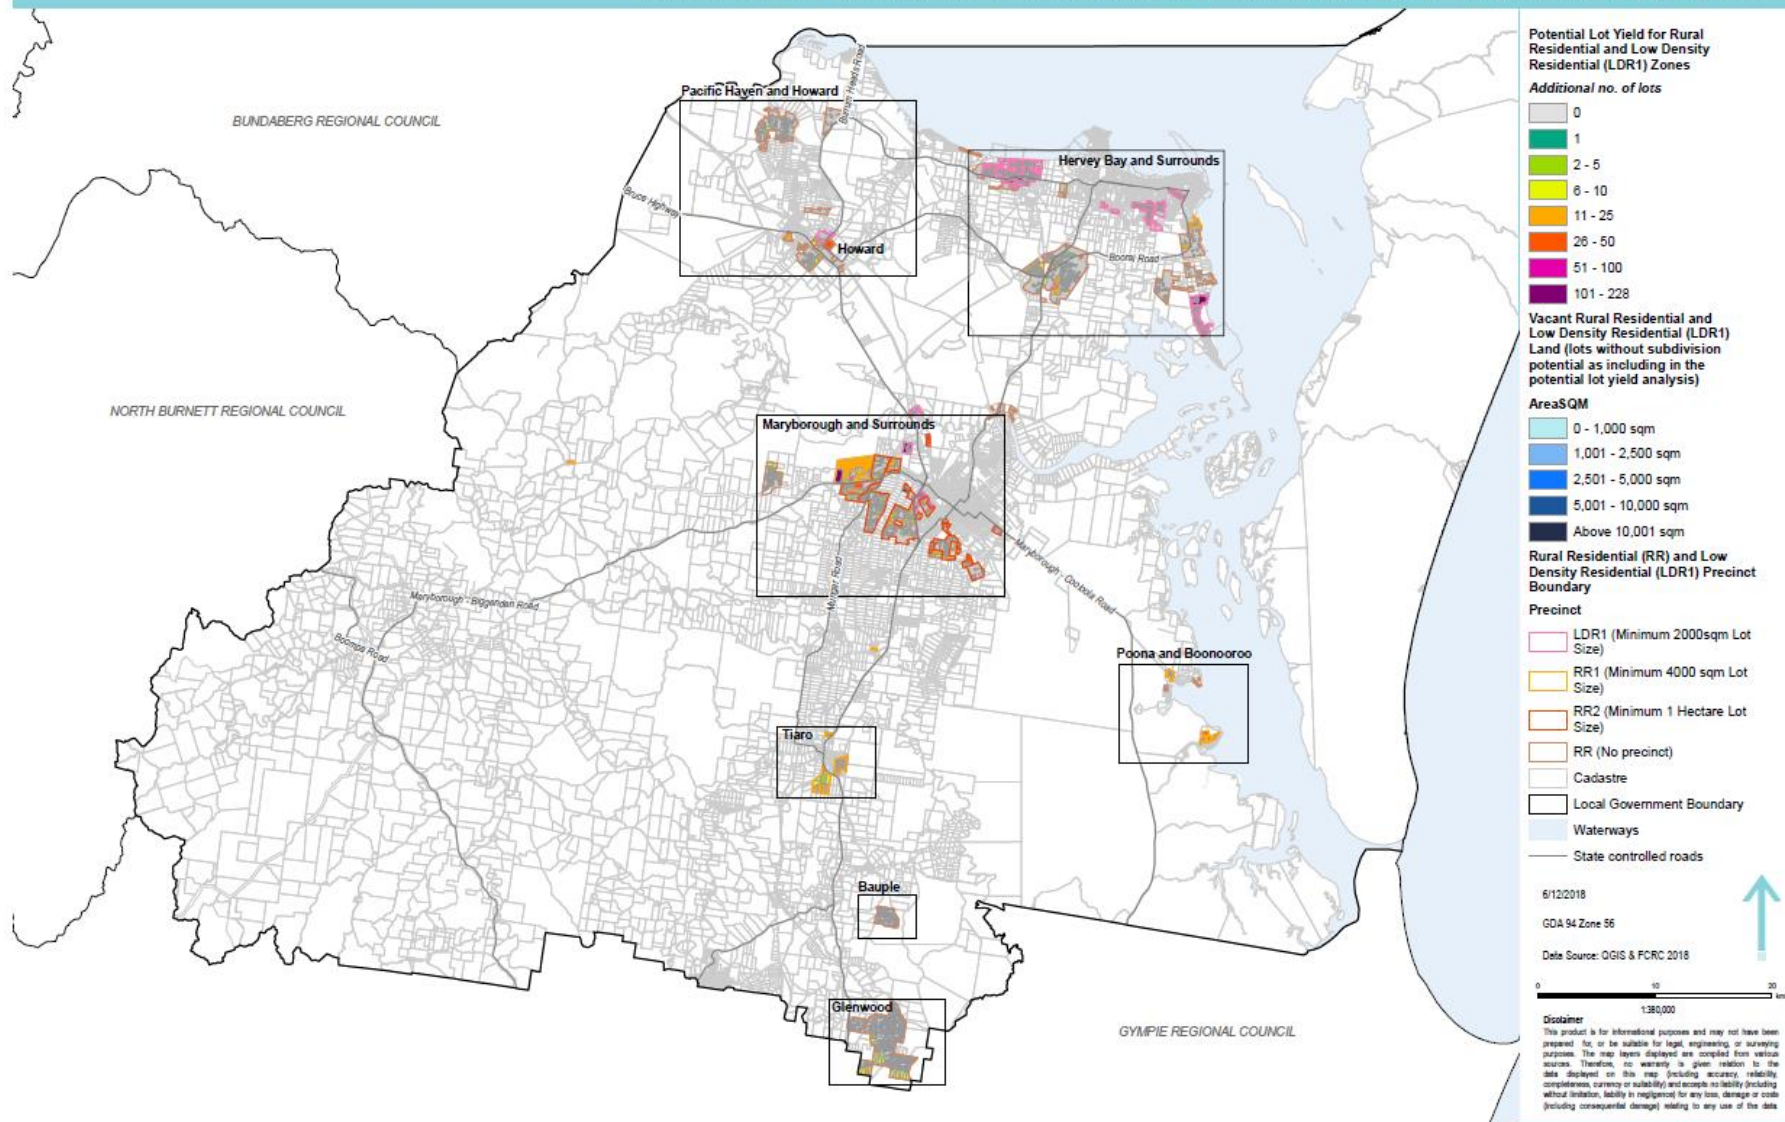 BUNDABERG REGIONAL COUNCIL
NORTH BURNETT REGIONAL COUNCIL
GYMPIE REGIONAL COUNCIL
Pacific Haven and Howard
Burrum Heads Road
Bruce Highway
Howard
Hervey Bay and Surrounds
Booral Road
Maryborough and Surrounds
Mungar Road
Maryborough - Cooloola Road
Maryborough - Biggenden Road
Boompa Road
Poona and Boonooroo
Tiaro
Bauple
Glenwood
Potential Lot Yield for Rural
Residential and Low Density
Residential (LDR1) Zones
Additional no. of lots
0
1
2 - 5
6 - 10
11 - 25
26 - 50
51 - 100
101 - 228
Vacant Rural Residential and
Low Density Residential (LDR1)
Land (lots without subdivision
potential as including in the
potential lot yield analysis)
AreaSQM
0 - 1,000 sqm
1,001 - 2,500 sqm
2,501 - 5,000 sqm
5,001 - 10,000 sqm
Above 10,001 sqm
Rural Residential (RR) and Low
Density Residential (LDR1) Precinct
Boundary
Precinct
LDR1 (Minimum 2000sqm Lot
Size)
RR1 (Minimum 4000 sqm Lot
Size)
RR2 (Minimum 1 Hectare Lot
Size)
RR (No precinct)
Cadastre
Local Government Boundary
Waterways
State controlled roads
6/12/2018
GDA 94 Zone 56
Data Source: QGIS & FCRC 2018
0 10 20
km
1:380,000
Disclaimer
This product is for informational purposes and may not have been
prepared for, or be suitable for legal, engineering, or surveying
purposes. The map layers displayed are compiled from various
sources. Therefore, no warranty is given relation to the
data displayed on this map (including accuracy, reliability,
completeness, currency or suitability) and accepts no liability (including
without limitation, liability in negligence) for any loss, damage or costs
(including consequential damage) relating to any use of the data